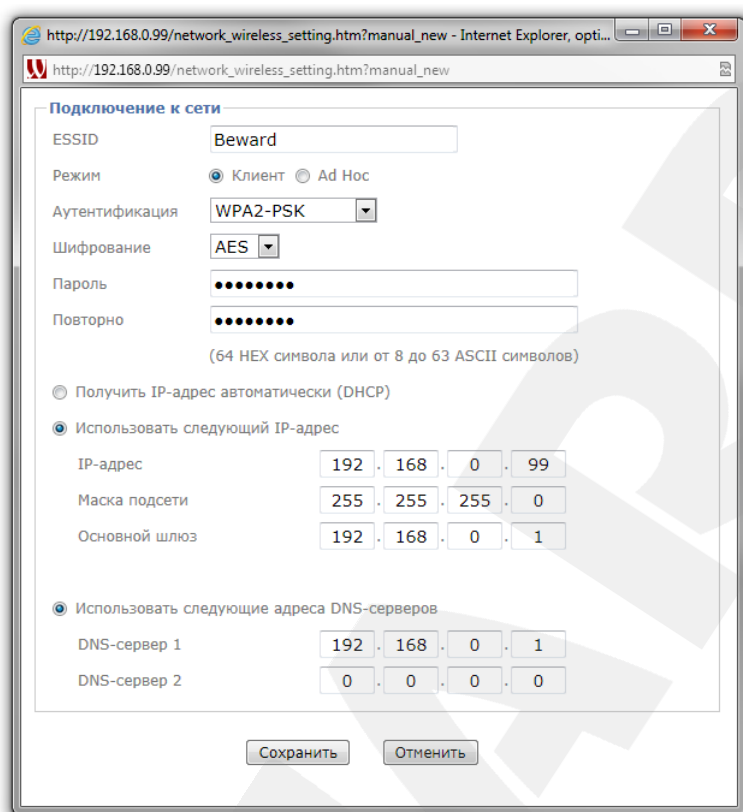 http://192.168.0.99/network_wireless_setting.htm?manual_new - Internet Explorer, opti...
http://192.168.0.99/network_wireless_setting.htm?manual_new
Подключение к сети
ESSID Beward
Режим Клиент Ad Hoc
Аутентификация WPA2-PSK
Шифрование AES
Пароль ••••••••
Повторно ••••••••
(64 HEX символа или от 8 до 63 ASCII символов)
Получить IP-адрес автоматически (DHCP)
Использовать следующий IP-адрес
IP-адрес 192 . 168 . 0 . 99
Маска подсети 255 . 255 . 255 . 0
Основной шлюз 192 . 168 . 0 . 1
Использовать следующие адреса DNS-серверов
DNS-сервер 1 192 . 168 . 0 . 1
DNS-сервер 2 0 . 0 . 0 . 0
Сохранить Отменить